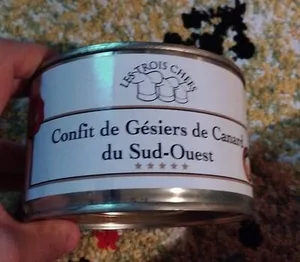 LES TROIS CHEFS
Confit de Gésiers de Canard
du Sud-Ouest